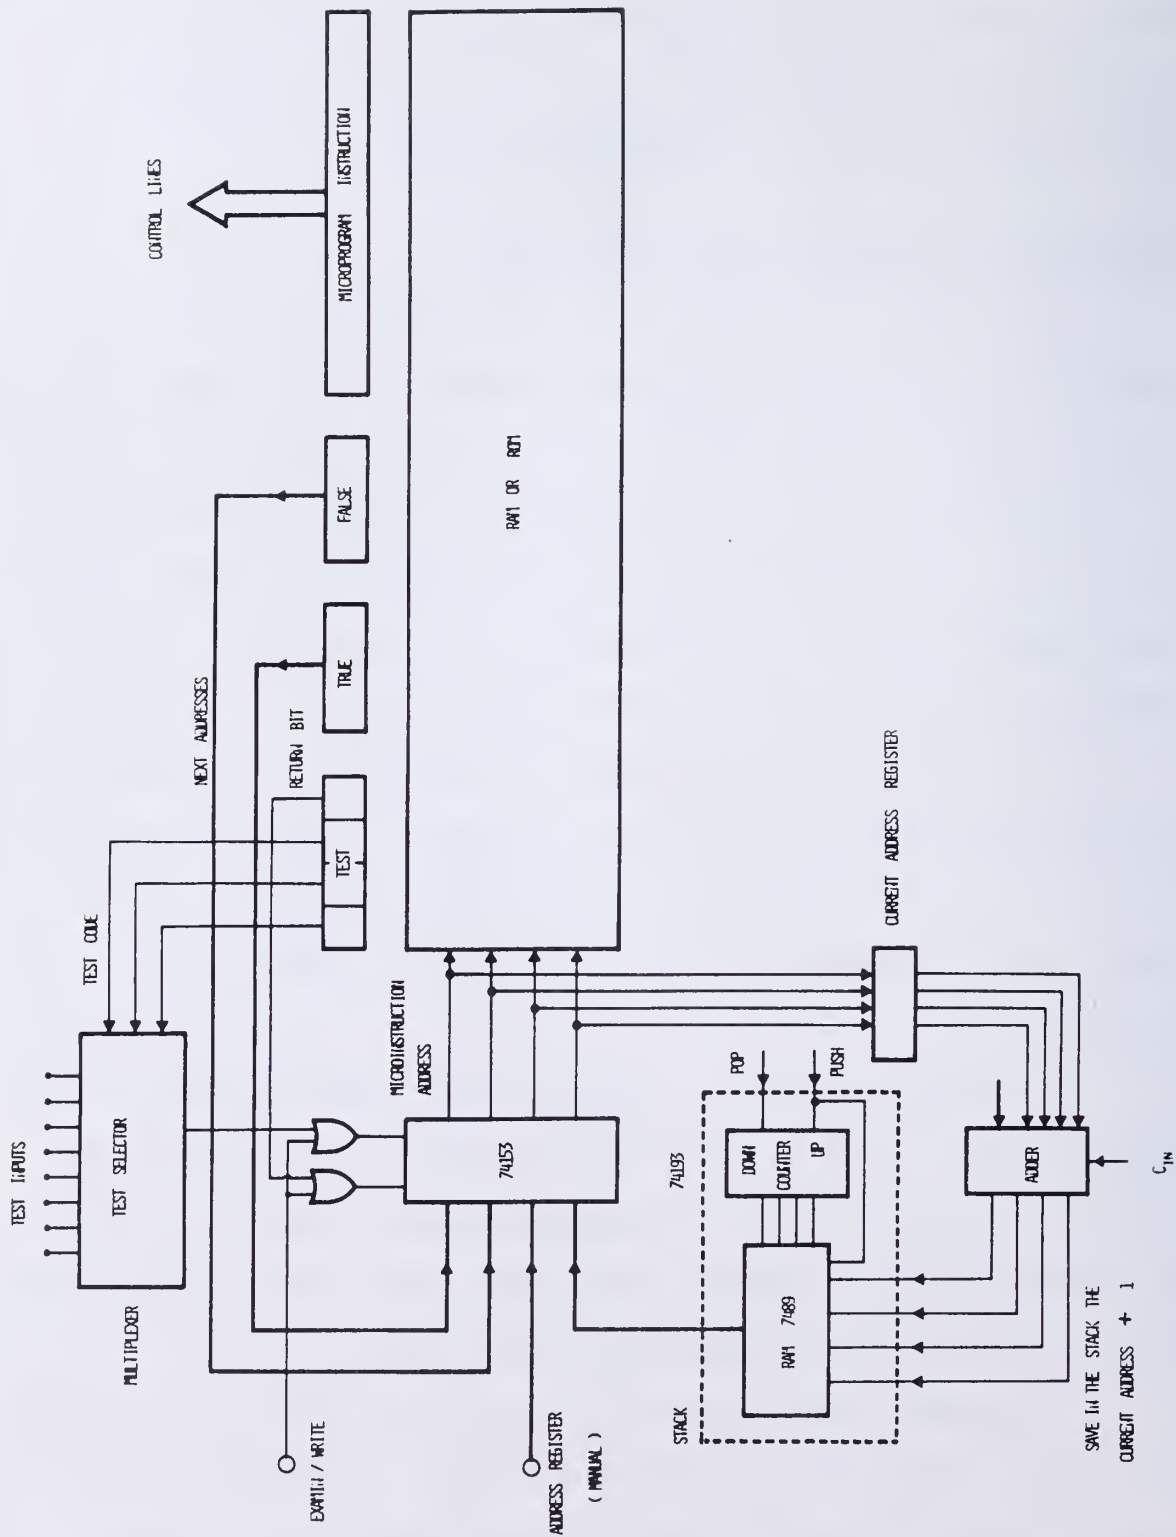 TEST INPUTS
TEST SELECTOR
MULTIPLEXER
TEST CODE
CONTROL LINES
NEXT ADDRESSES
RETURN BIT
EXAMIN / WRITE
TEST
TRUE
FALSE
MICROPROGRAM INSTRUCTION
MICROINSTRUCTION
ADDRESS
74153
RAM OR ROM
ADDRESS REGISTER
( MANUAL )
STACK
74193
POP
DOWN
COUNTER
UP
PUSH
RAM 7489
CURRENT ADDRESS REGISTER
ADDER
SAVE IN THE STACK THE
CURRENT ADDRESS + 1
CIN